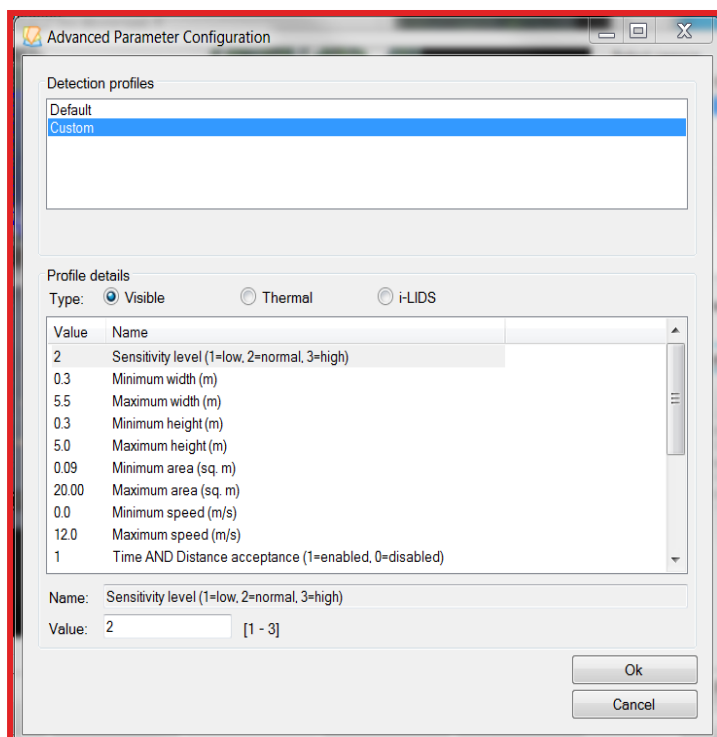 Advanced Parameter Configuration
Detection profiles
Default
Custom
Profile details
Type: Visible Thermal i-LIDS
Value Name
2 Sensitivity level (1=low, 2=normal, 3=high)
0.3 Minimum width (m)
5.5 Maximum width (m)
0.3 Minimum height (m)
5.0 Maximum height (m)
0.09 Minimum area (sq. m)
20.00 Maximum area (sq. m)
0.0 Minimum speed (m/s)
12.0 Maximum speed (m/s)
1 Time AND Distance acceptance (1=enabled, 0=disabled)
Name: Sensitivity level (1=low, 2=normal, 3=high)
Value: 2 [1 - 3]
Ok
Cancel